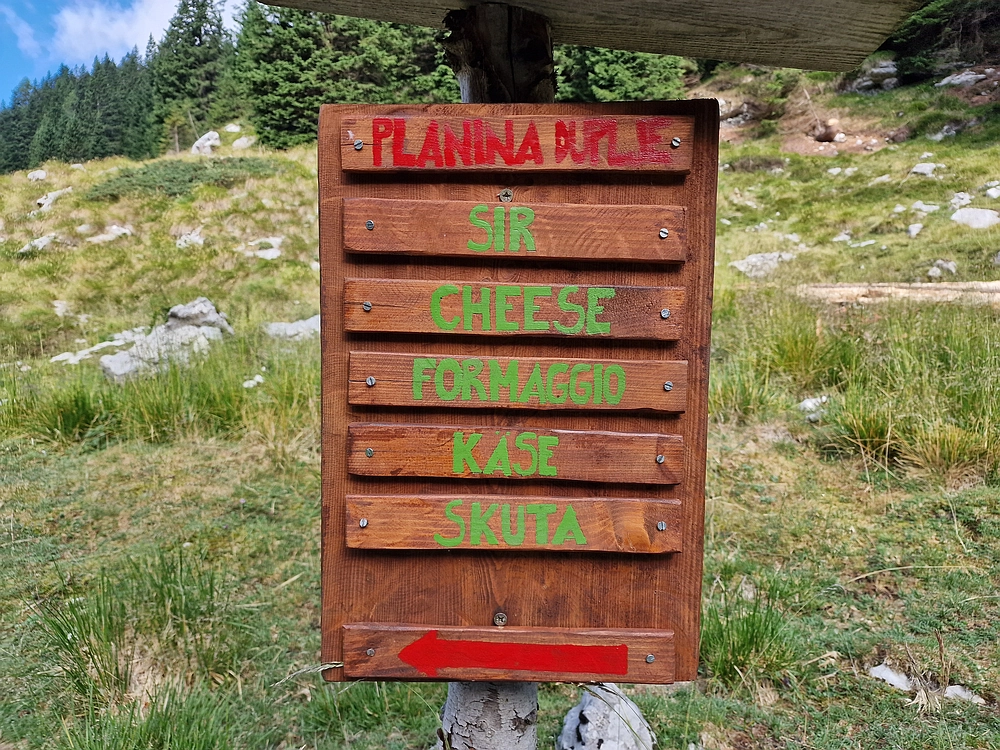 PLANINA DUPLJE
SIR
CHEESE
FORMAGGIO
KÄSE
SKUTA